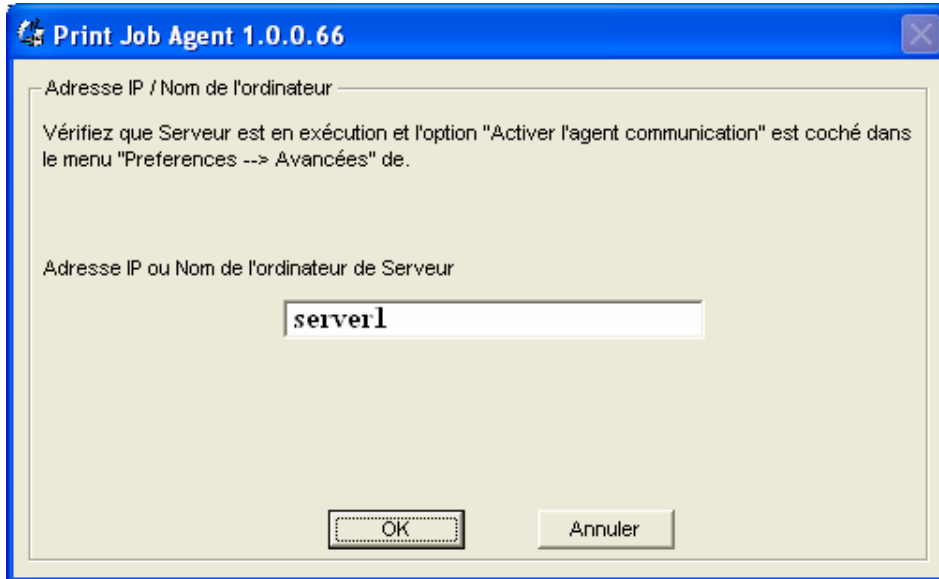 Print Job Agent 1.0.0.66
Adresse IP / Nom de l'ordinateur
Vérifiez que Serveur est en exécution et l'option "Activer l'agent communication" est coché dans
le menu "Preferences --> Avancées" de.
Adresse IP ou Nom de l'ordinateur de Serveur
server1
OK
Annuler